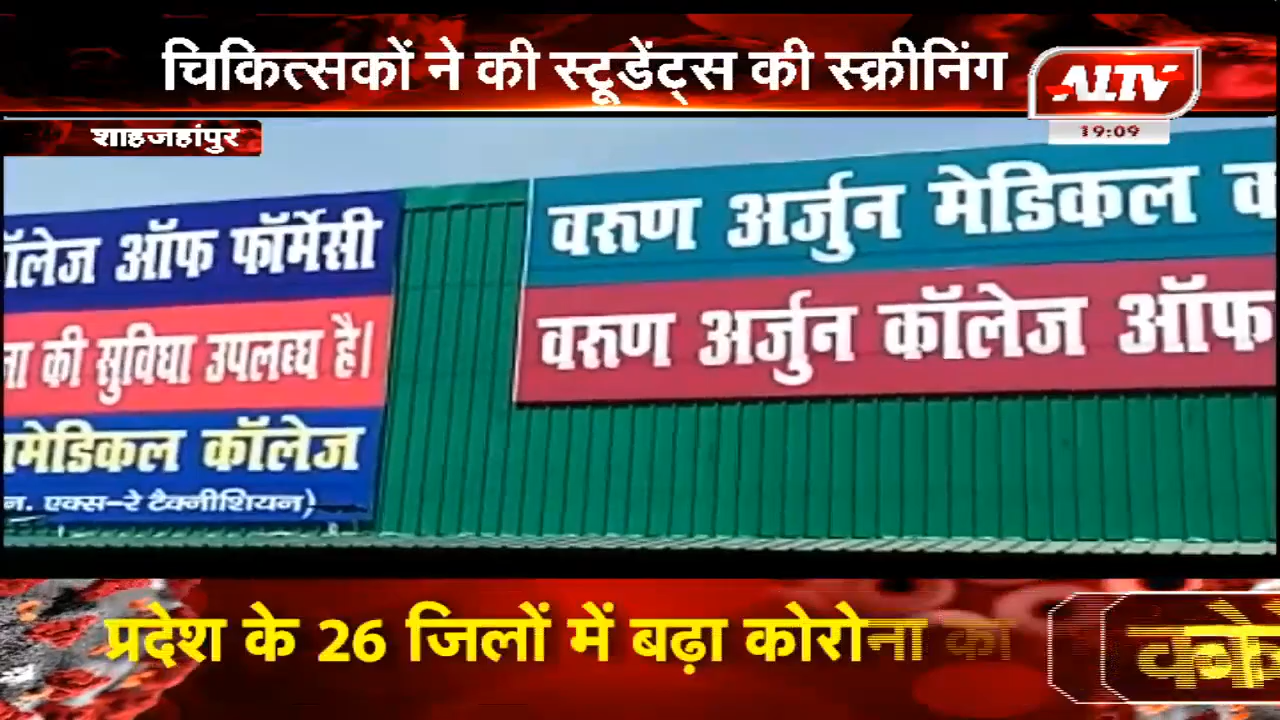 चिकित्सकों ने की स्टूडेंट्स की स्क्रीनिंग
ALTV
19:09
शाहजहांपुर
ऑलेज ऑफ फॉर्मेसी
की सुविधा उपलब्ध है।
मेडिकल कॉलेज
एक्स-रे टैक्नीशियन)
वरुण अर्जुन मेडिकल
वरुण अर्जुन कॉलेज ऑफ
प्रदेश के 26 जिलों में बढ़ा कोरोना का